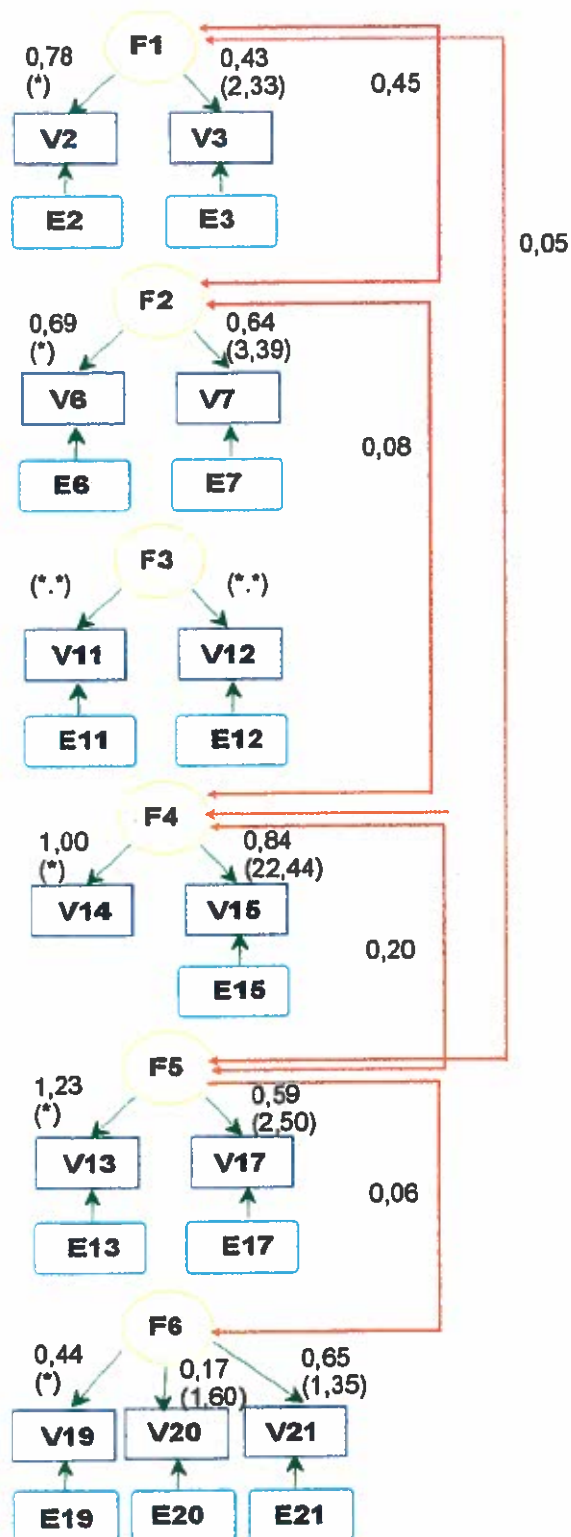 F1
0,78
(*)
0,43
(2,33)
0,45
V2
V3
E2
E3
0,05
F2
0,69
(*)
0,64
(3,39)
V6
V7
0,08
E6
E7
F3
(*.*)
(*.*)
V11
V12
E11
E12
F4
1,00
(*)
0,84
(22,44)
V14
V15
0,20
E15
F5
1,23
(*)
0,59
(2,50)
V13
V17
0,06
E13
E17
F6
0,44
(*)
0,17
(1,60)
0,65
(1,35)
V19
V20
V21
E19
E20
E21